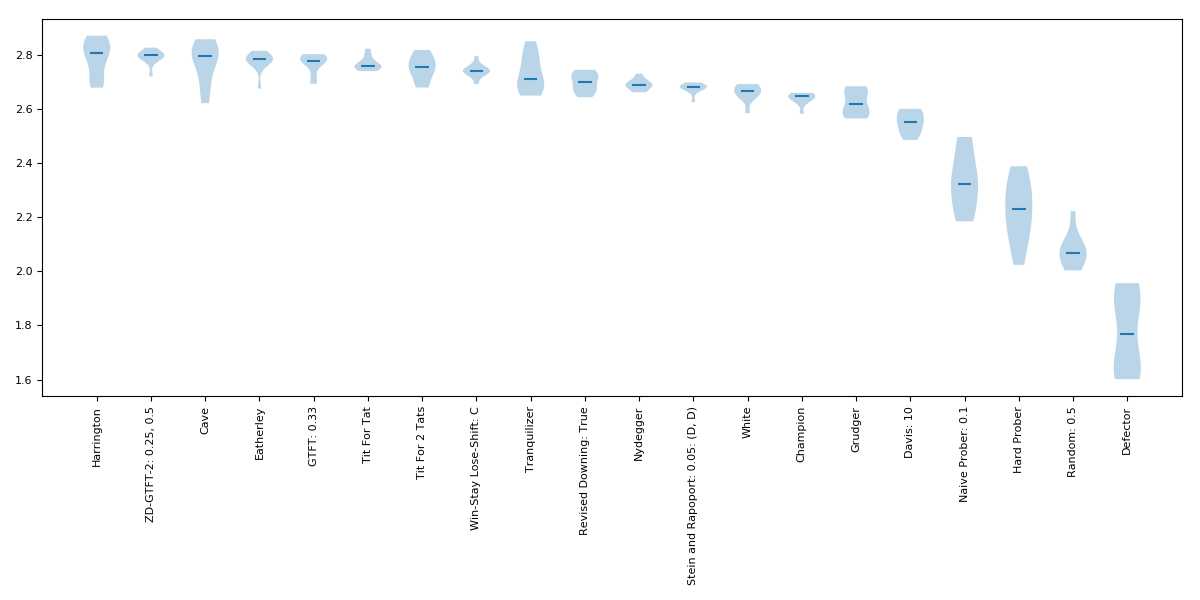 2.8
2.6
2.4
2.2
2.0
1.8
1.6
Harrington
ZD-GTFT-2: 0.25, 0.5
Cave
Eatherley
GTFT: 0.33
Tit For Tat
Tit For 2 Tats
Win-Stay Lose-Shift: C
Tranquilizer
Revised Downing: True
Nydegger
Stein and Rapoport: 0.05: (D, D)
White
Champion
Grudger
Davis: 10
Naive Prober: 0.1
Hard Prober
Random: 0.5
Defector